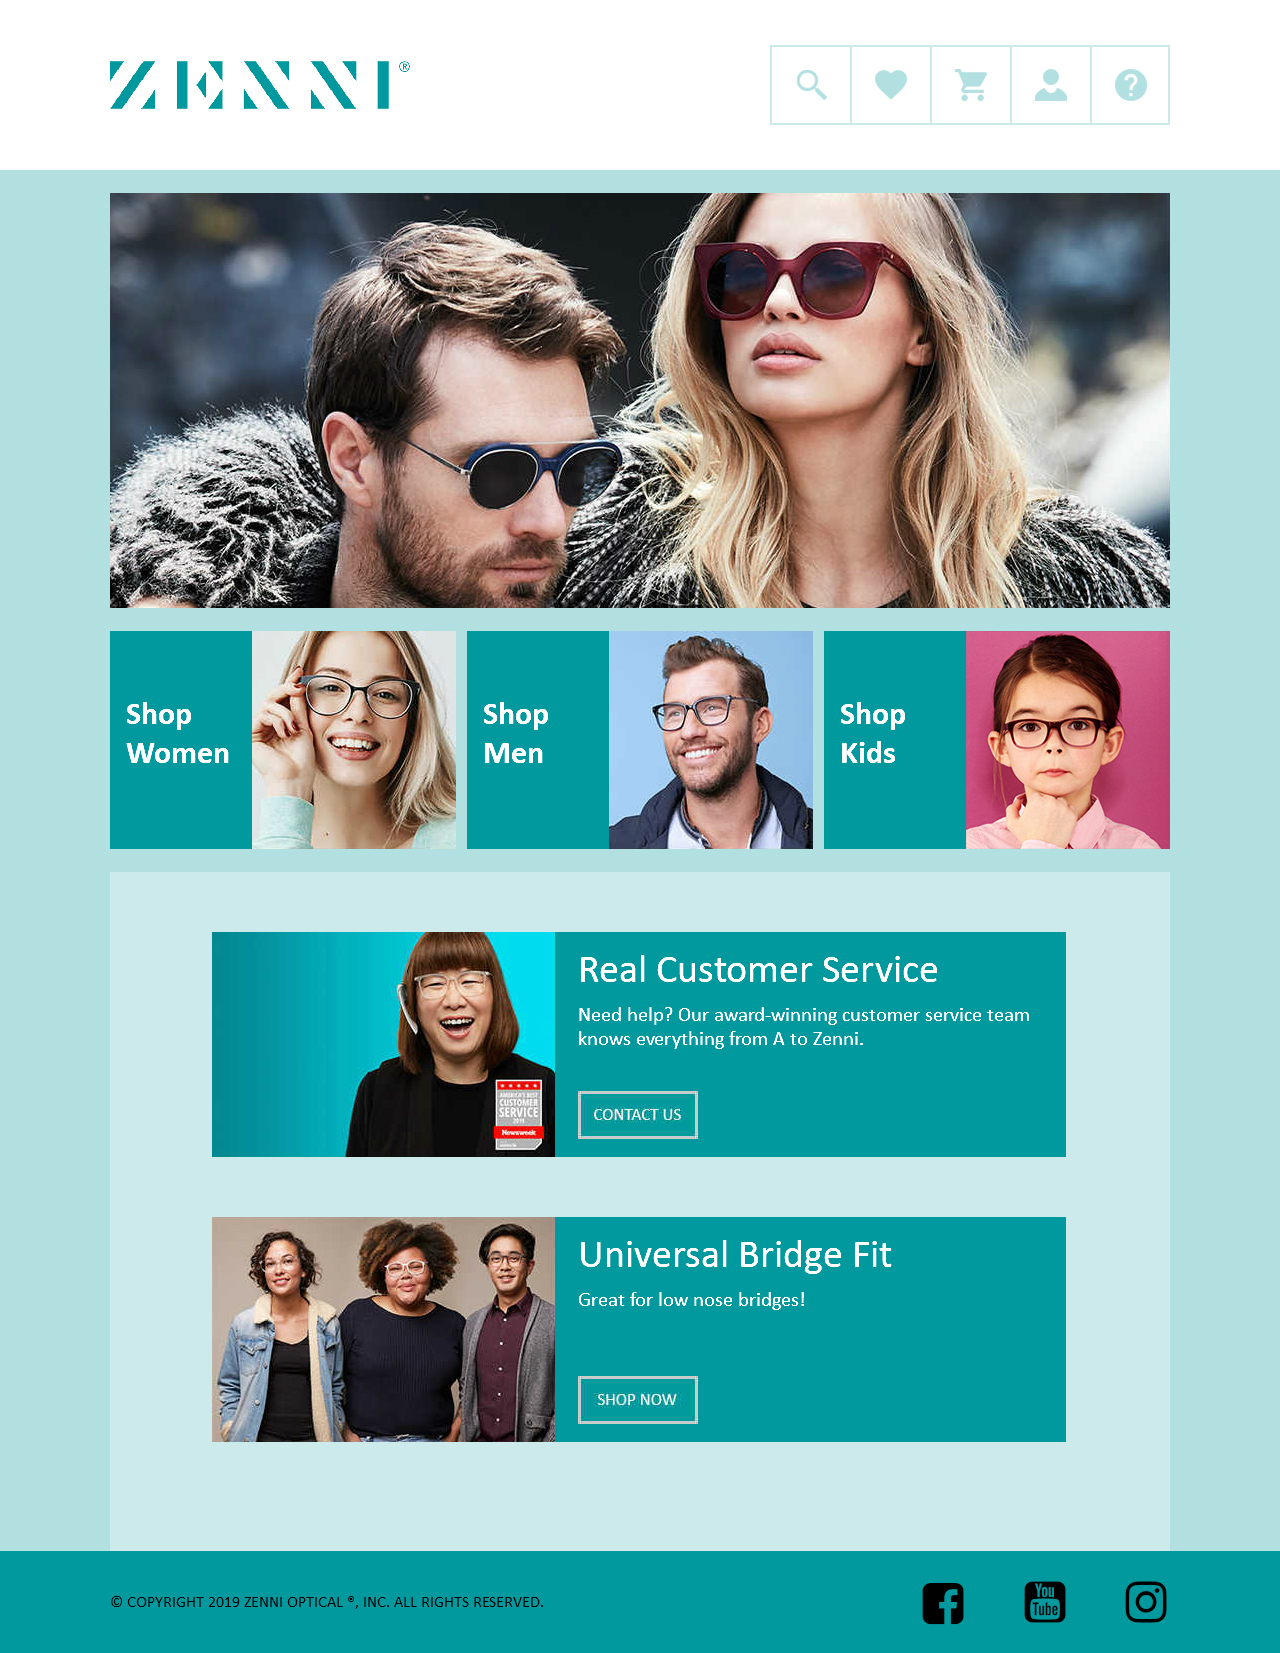 ZENNI®
Shop
Women
Shop
Men
Shop
Kids
Real Customer Service
Need help? Our award-winning customer service team
knows everything from A to Zenni.
AMERICA'S BEST
CUSTOMER
SERVICE
2019
Newsweek
CONTACT US
Universal Bridge Fit
Great for low nose bridges!
SHOP NOW
© COPYRIGHT 2019 ZENNI OPTICAL ®, INC. ALL RIGHTS RESERVED.
You
Tube